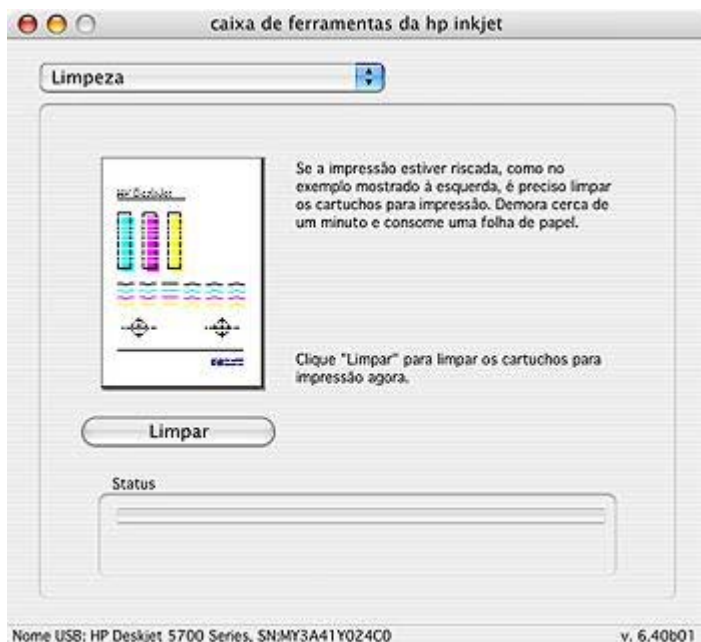 caixa de ferramentas da hp inkjet
Limpeza
Se a impressão estiver riscada, como no
exemplo mostrado à esquerda, é preciso limpar
os cartuchos para impressão. Demora cerca de
um minuto e consome uma folha de papel.
Clique "Limpar" para limpar os cartuchos para
impressão agora.
Limpar
Status
Nome USB: HP Deskjet 5700 Series, SN:MY3A41Y024C0
v. 6.40b01